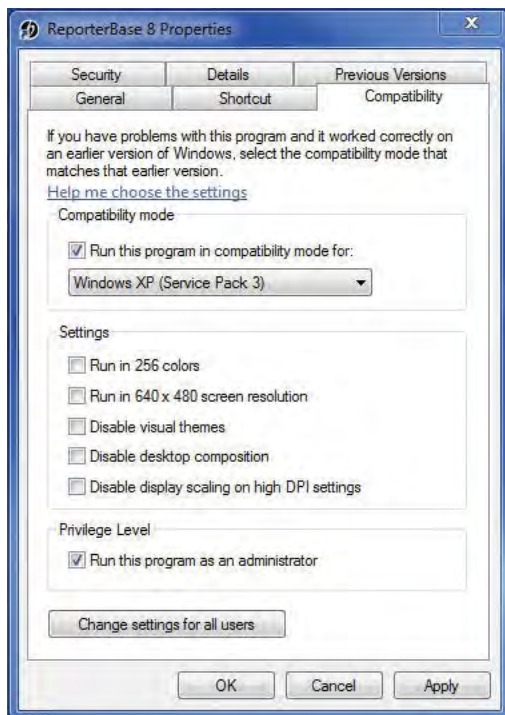 ReporterBase 8 Properties
x
Security Details Previous Versions
General Shortcut Compatibility
If you have problems with this program and it worked correctly on
an earlier version of Windows, select the compatibility mode that
matches that earlier version.
Help me choose the settings
Compatibility mode
Run this program in compatibility mode for:
Windows XP (Service Pack 3)
Settings
Run in 256 colors
Run in 640 x 480 screen resolution
Disable visual themes
Disable desktop composition
Disable display scaling on high DPI settings
Privilege Level
Run this program as an administrator
Change settings for all users
OK Cancel Apply